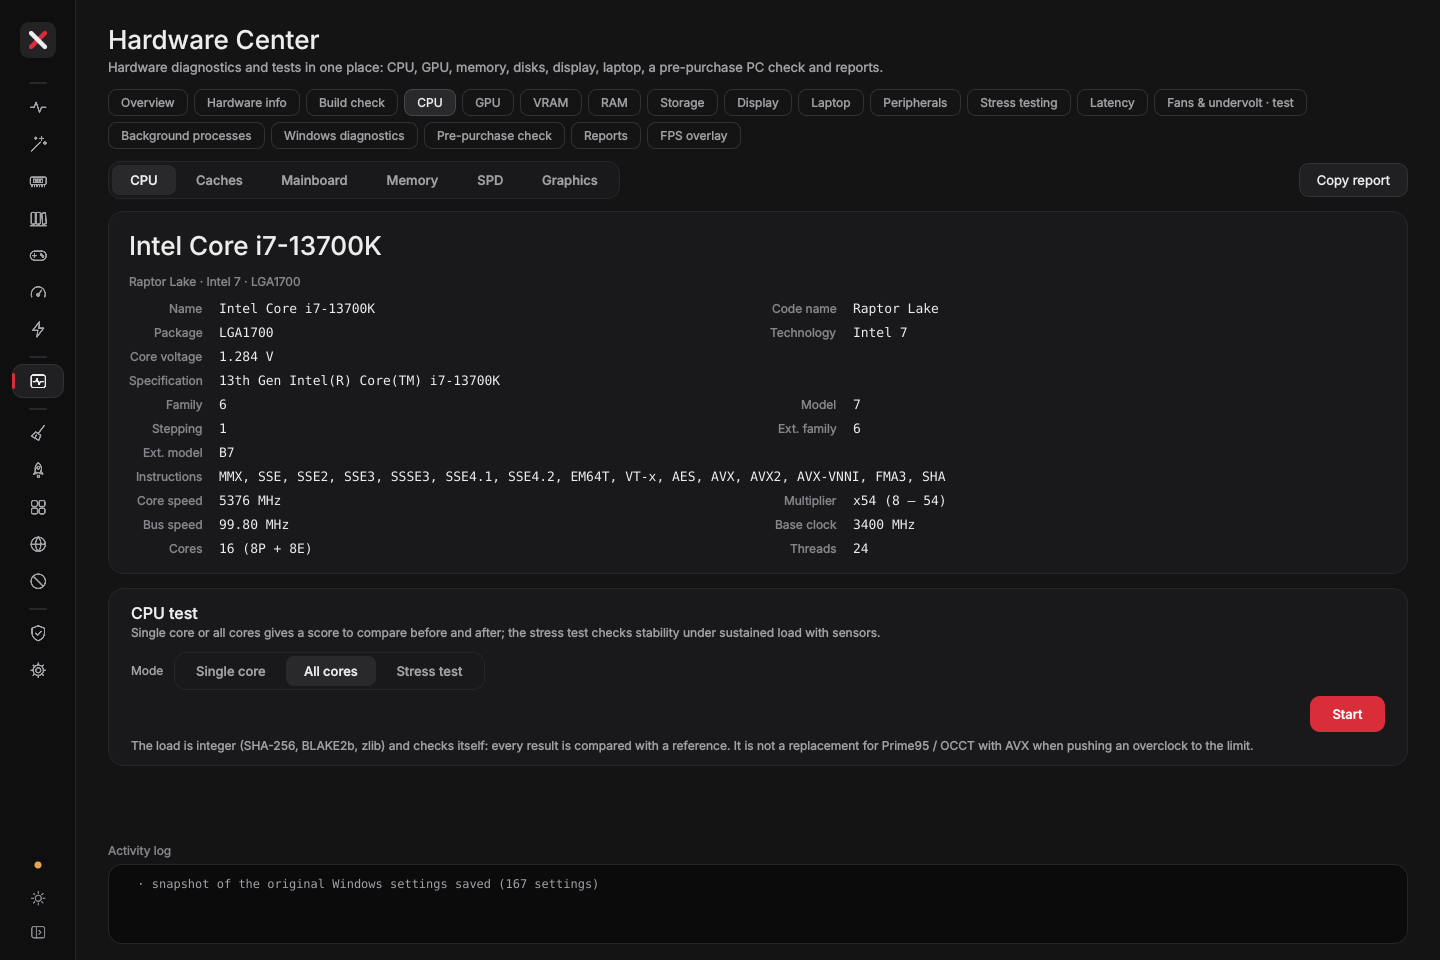 Hardware Center
Hardware diagnostics and tests in one place: CPU, GPU, memory, disks, display, laptop, a pre-purchase PC check and reports.
Overview Hardware info Build check CPU GPU VRAM RAM Storage Display Laptop Peripherals Stress testing Latency Fans & undervolt · test
Background processes Windows diagnostics Pre-purchase check Reports FPS overlay
CPU Caches Mainboard Memory SPD Graphics Copy report
Intel Core i7-13700K
Raptor Lake · Intel 7 · LGA1700
Name Intel Core i7-13700K Code name Raptor Lake
Package LGA1700 Technology Intel 7
Core voltage 1.284 V
Specification 13th Gen Intel(R) Core(TM) i7-13700K
Family 6 Model 7
Stepping 1 Ext. family 6
Ext. model B7
Instructions MMX, SSE, SSE2, SSE3, SSSE3, SSE4.1, SSE4.2, EM64T, VT-x, AES, AVX, AVX2, AVX-VNNI, FMA3, SHA
Core speed 5376 MHz Multiplier x54 (8 – 54)
Bus speed 99.80 MHz Base clock 3400 MHz
Cores 16 (8P + 8E) Threads 24
CPU test
Single core or all cores gives a score to compare before and after; the stress test checks stability under sustained load with sensors.
Mode Single core All cores Stress test
Start
The load is integer (SHA-256, BLAKE2b, zlib) and checks itself: every result is compared with a reference. It is not a replacement for Prime95 / OCCT with AVX when pushing an overclock to the limit.
Activity log
· snapshot of the original Windows settings saved (167 settings)